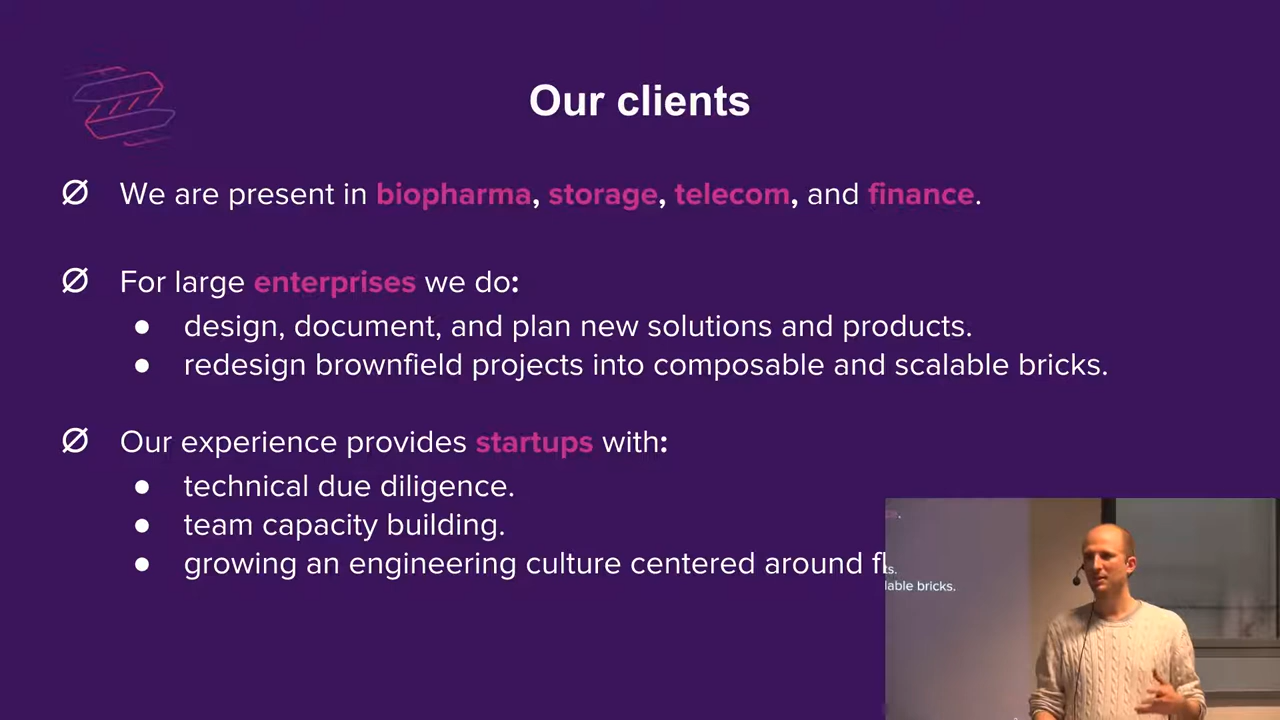 Our clients
Ø We are present in biopharma, storage, telecom, and finance.
Ø For large enterprises we do:
● design, document, and plan new solutions and products.
● redesign brownfield projects into composable and scalable bricks.
Ø Our experience provides startups with:
● technical due diligence.
● team capacity building.
● growing an engineering culture centered around
ts.
lable bricks.